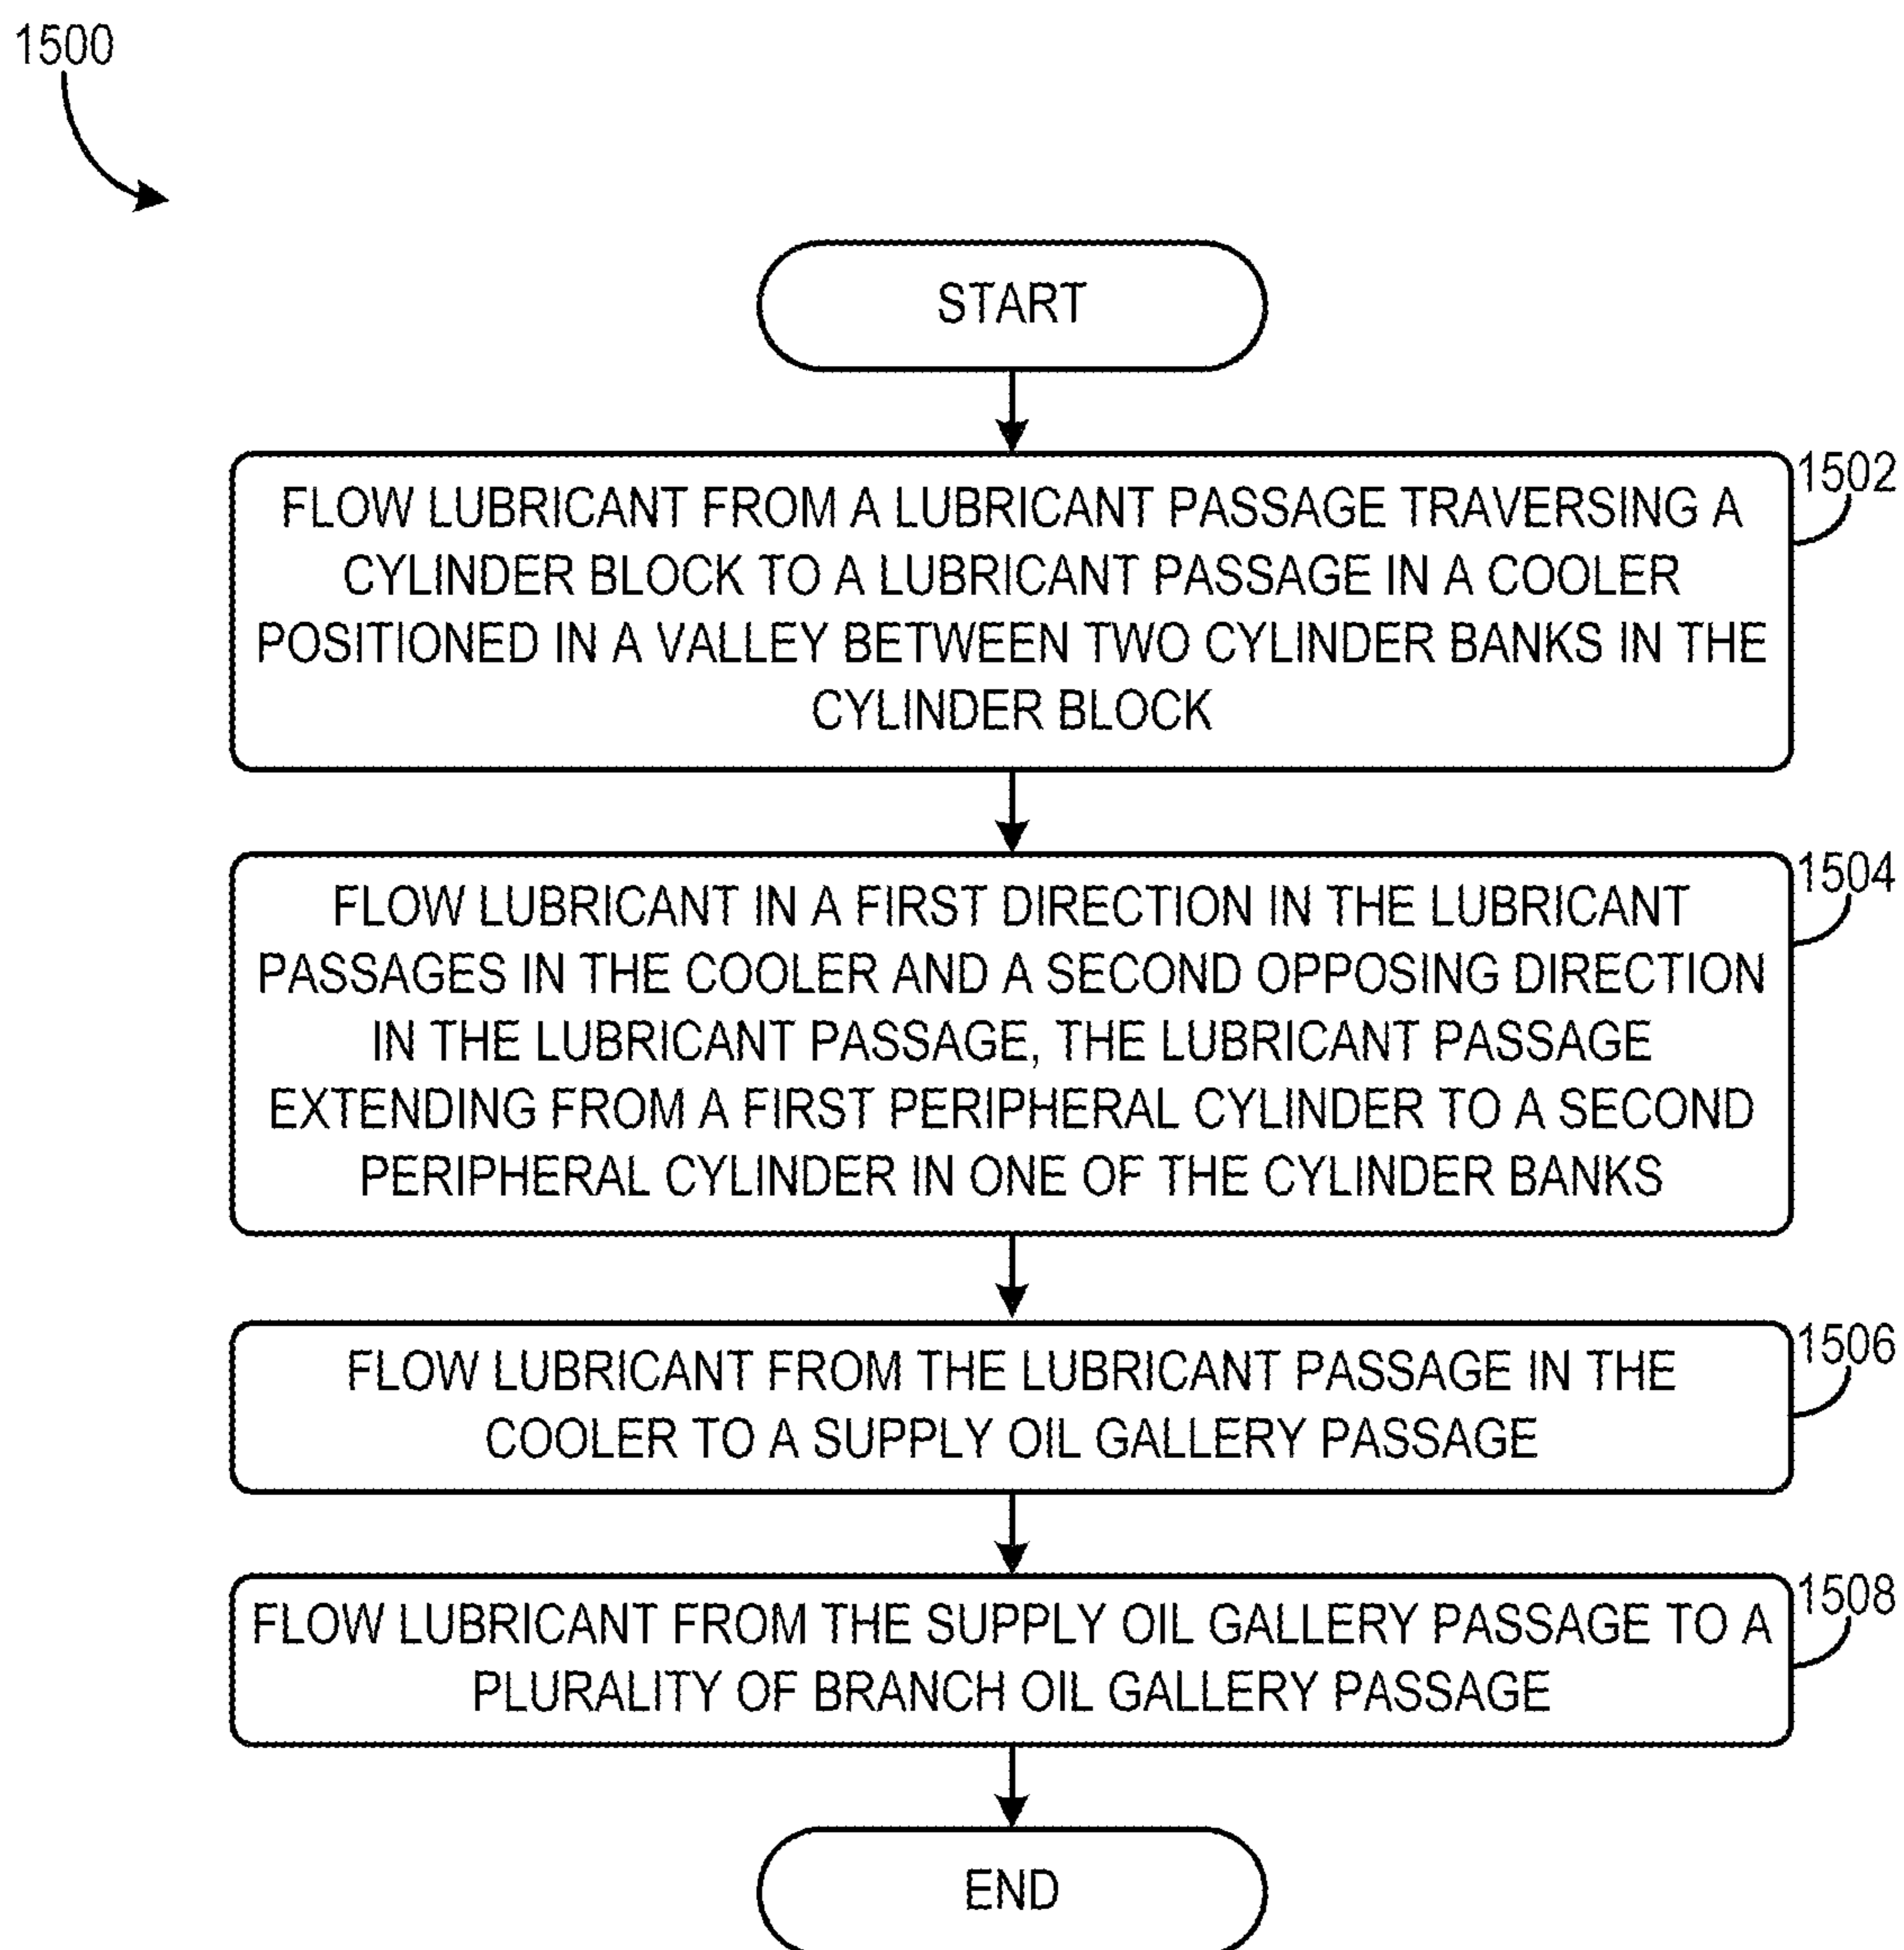 1500
START
1502
FLOW LUBRICANT FROM A LUBRICANT PASSAGE TRAVERSING A
CYLINDER BLOCK TO A LUBRICANT PASSAGE IN A COOLER
POSITIONED IN A VALLEY BETWEEN TWO CYLINDER BANKS IN THE
CYLINDER BLOCK
1504
FLOW LUBRICANT IN A FIRST DIRECTION IN THE LUBRICANT
PASSAGES IN THE COOLER AND A SECOND OPPOSING DIRECTION
IN THE LUBRICANT PASSAGE, THE LUBRICANT PASSAGE
EXTENDING FROM A FIRST PERIPHERAL CYLINDER TO A SECOND
PERIPHERAL CYLINDER IN ONE OF THE CYLINDER BANKS
1506
FLOW LUBRICANT FROM THE LUBRICANT PASSAGE IN THE
COOLER TO A SUPPLY OIL GALLERY PASSAGE
1508
FLOW LUBRICANT FROM THE SUPPLY OIL GALLERY PASSAGE TO A
PLURALITY OF BRANCH OIL GALLERY PASSAGE
END